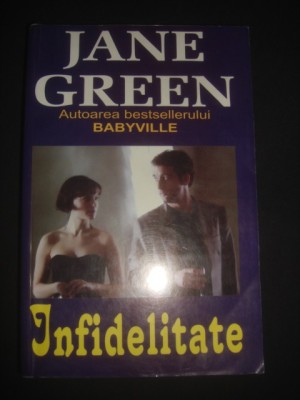 JANE
GREEN
Autoarea bestsellerului
BABYVILLE
Infidelitate